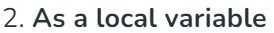 2. As a local variable